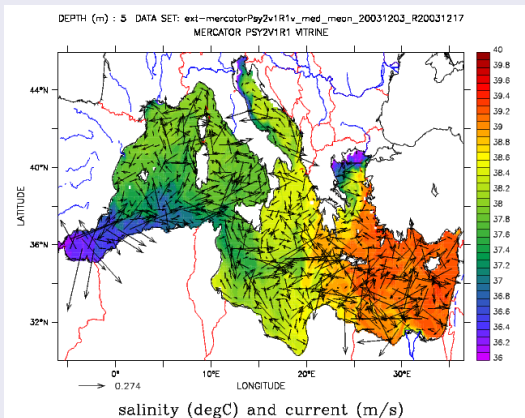 DEPTH (m) : 5 DATA SET: ext-mercatorPsy2v1R1v_med_mean_20031203_R20031217
MERCATOR PSY2V1R1 VITRINE
44°N
40°N
36°N
32°N
LATITUDE
0°
10°E
20°E
30°E
LONGITUDE
0.274
40
39.8
39.6
39.4
39.2
39
38.8
38.6
38.4
38.2
38
37.8
37.6
37.4
37.2
37
36.8
36.6
36.4
36.2
36
salinity (degC) and current (m/s)